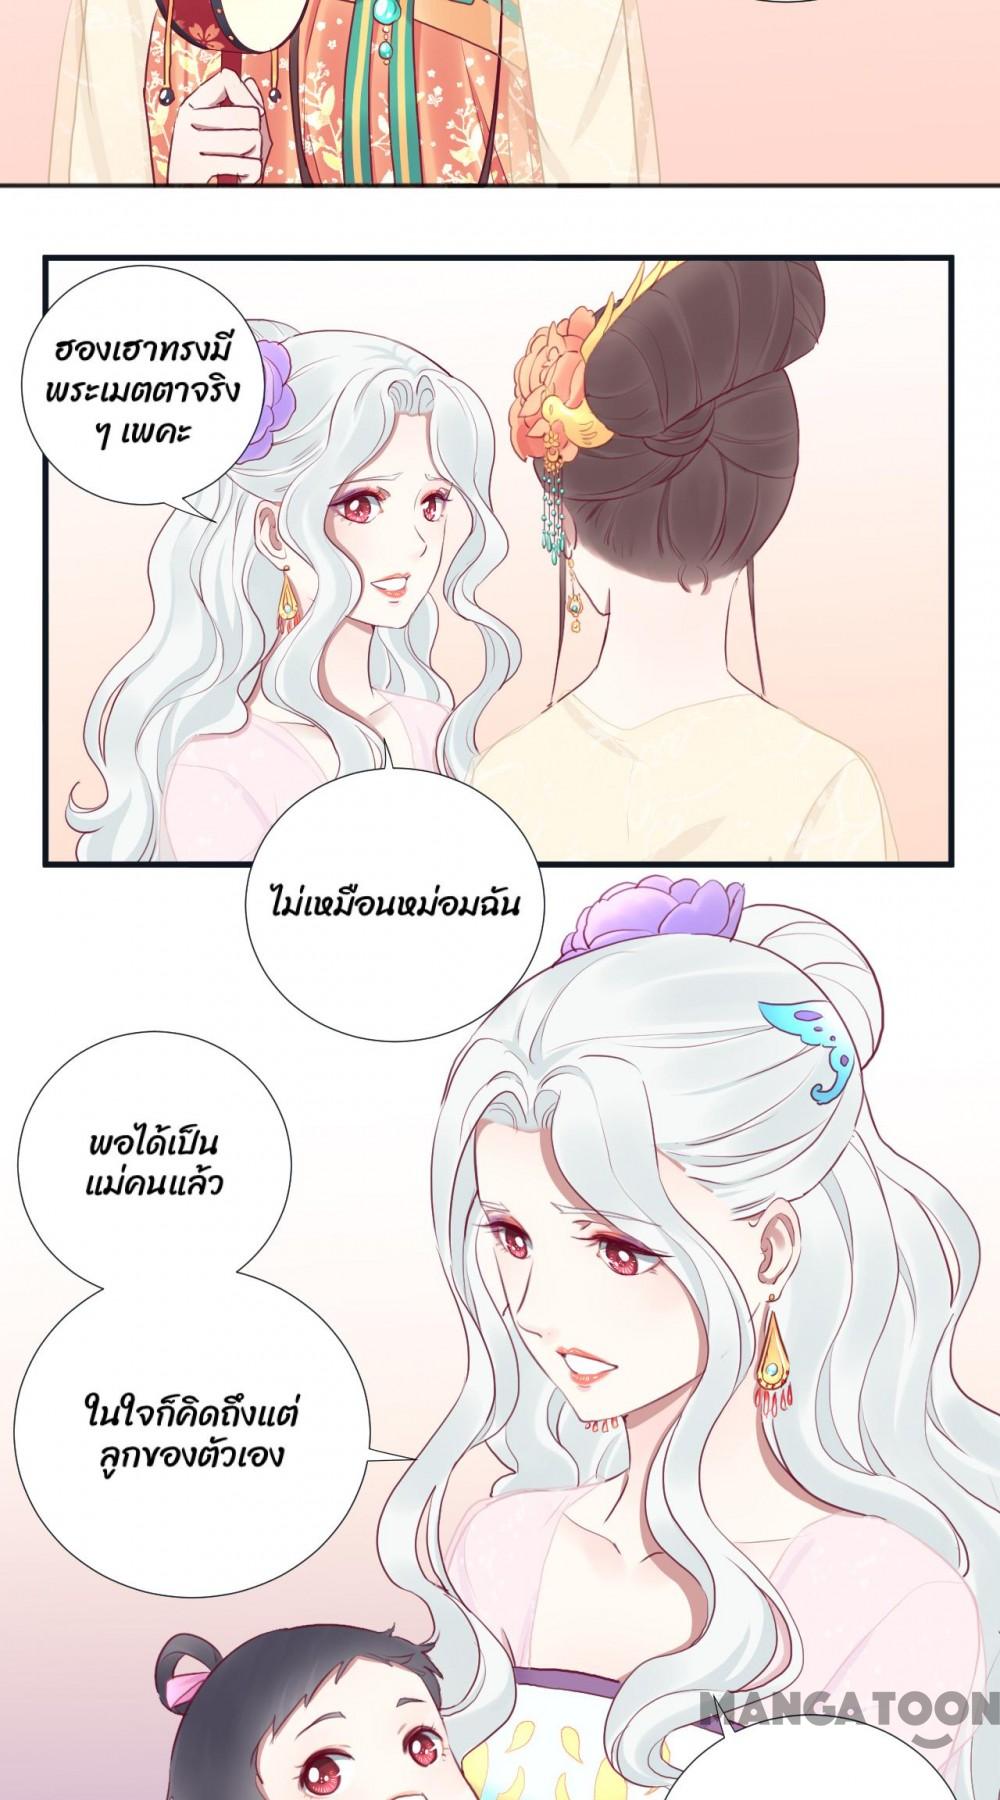 ฮองเฮาทรงมี
พระเมตตาจริง
ๆ เพคะ
ไม่เหมือนหม่อมฉัน
พอได้เป็น
แม่คนแล้ว
ในใจก็คิดถึงแต่
ลูกของตัวเอง
MANGATOON